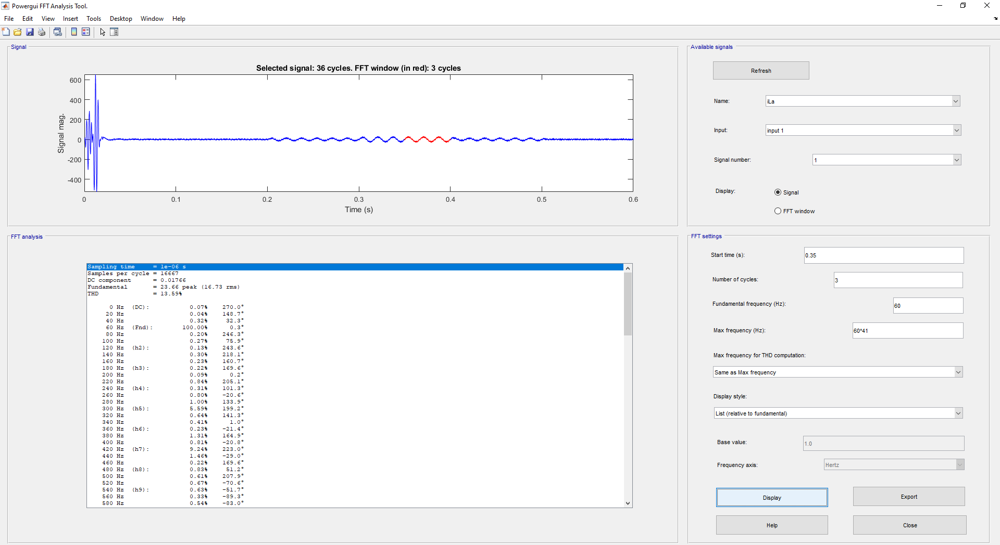 Powergui FFT Analysis Tool.
File Edit View Insert Tools Desktop Window Help
Signal
Selected signal: 36 cycles. FFT window (in red): 3 cycles
600
400
200
0
-200
-400
Signal mag.
0 0.1 0.2 0.3 0.4 0.5 0.6
Time (s)
FFT analysis
Sampling time = 1e-06 s
Samples per cycle = 16667
DC component = 0.01766
Fundamental = 23.66 peak (16.73 rms)
THD = 13.59%
0 Hz (DC): 0.07% 270.0°
20 Hz 0.04% 148.7°
40 Hz 0.32% 32.3°
60 Hz (Fnd): 100.00% 0.3°
80 Hz 0.20% 246.3°
100 Hz 0.27% 75.9°
120 Hz (h2): 0.13% 243.6°
140 Hz 0.30% 218.1°
160 Hz 0.23% 160.7°
180 Hz (h3): 0.22% 169.6°
200 Hz 0.09% 0.2°
220 Hz 0.84% 205.1°
240 Hz (h4): 0.31% 101.3°
260 Hz 0.80% -20.6°
280 Hz 1.00% 133.9°
300 Hz (h5): 5.59% 199.2°
320 Hz 0.64% 141.3°
340 Hz 0.41% 1.0°
360 Hz (h6): 0.23% -21.4°
380 Hz 1.31% 164.9°
400 Hz 0.81% -20.8°
420 Hz (h7): 9.24% 223.0°
440 Hz 1.46% -29.0°
460 Hz 0.22% 169.6°
480 Hz (h8): 0.83% 51.2°
500 Hz 0.61% 207.9°
520 Hz 0.67% -70.6°
540 Hz (h9): 0.63% -51.7°
560 Hz 0.33% -89.3°
580 Hz 0.54% -83.0°
Available signals
Refresh
Name: iLa
Input: input 1
Signal number: 1
Display: Signal
FFT window
FFT settings
Start time (s): 0.35
Number of cycles: 3
Fundamental frequency (Hz): 60
Max frequency (Hz): 60*41
Max frequency for THD computation:
Same as Max frequency
Display style:
List (relative to fundamental)
Base value: 1.0
Frequency axis: Hertz
Display Export
Help Close